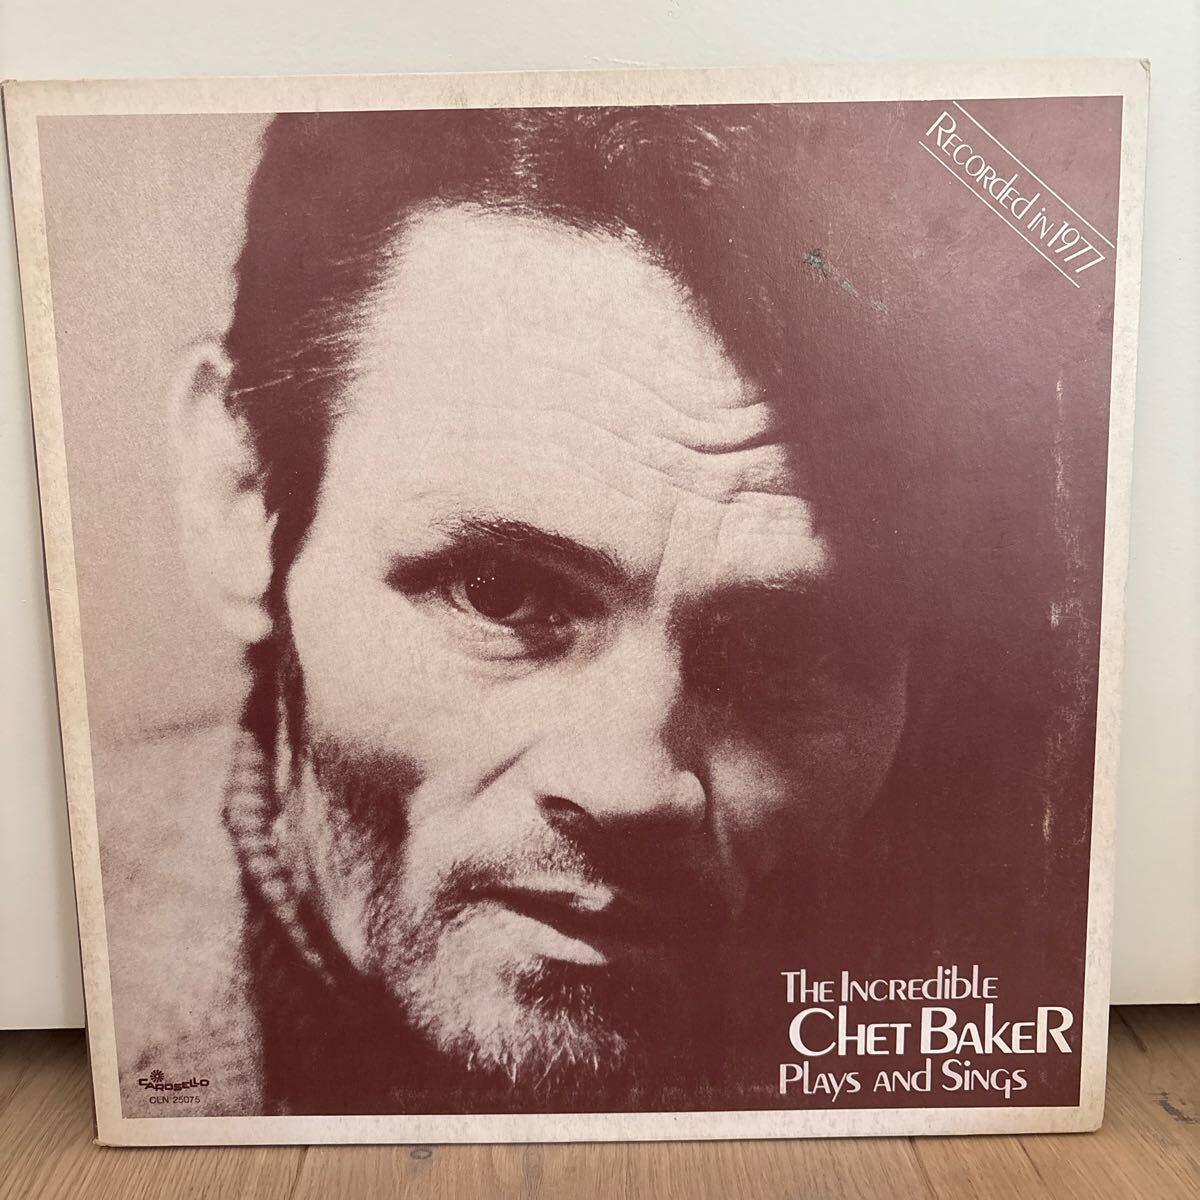 Recorded in 1977
The Incredible
Chet Baker
Plays and Sings
CAROSELLO
CLN 25075